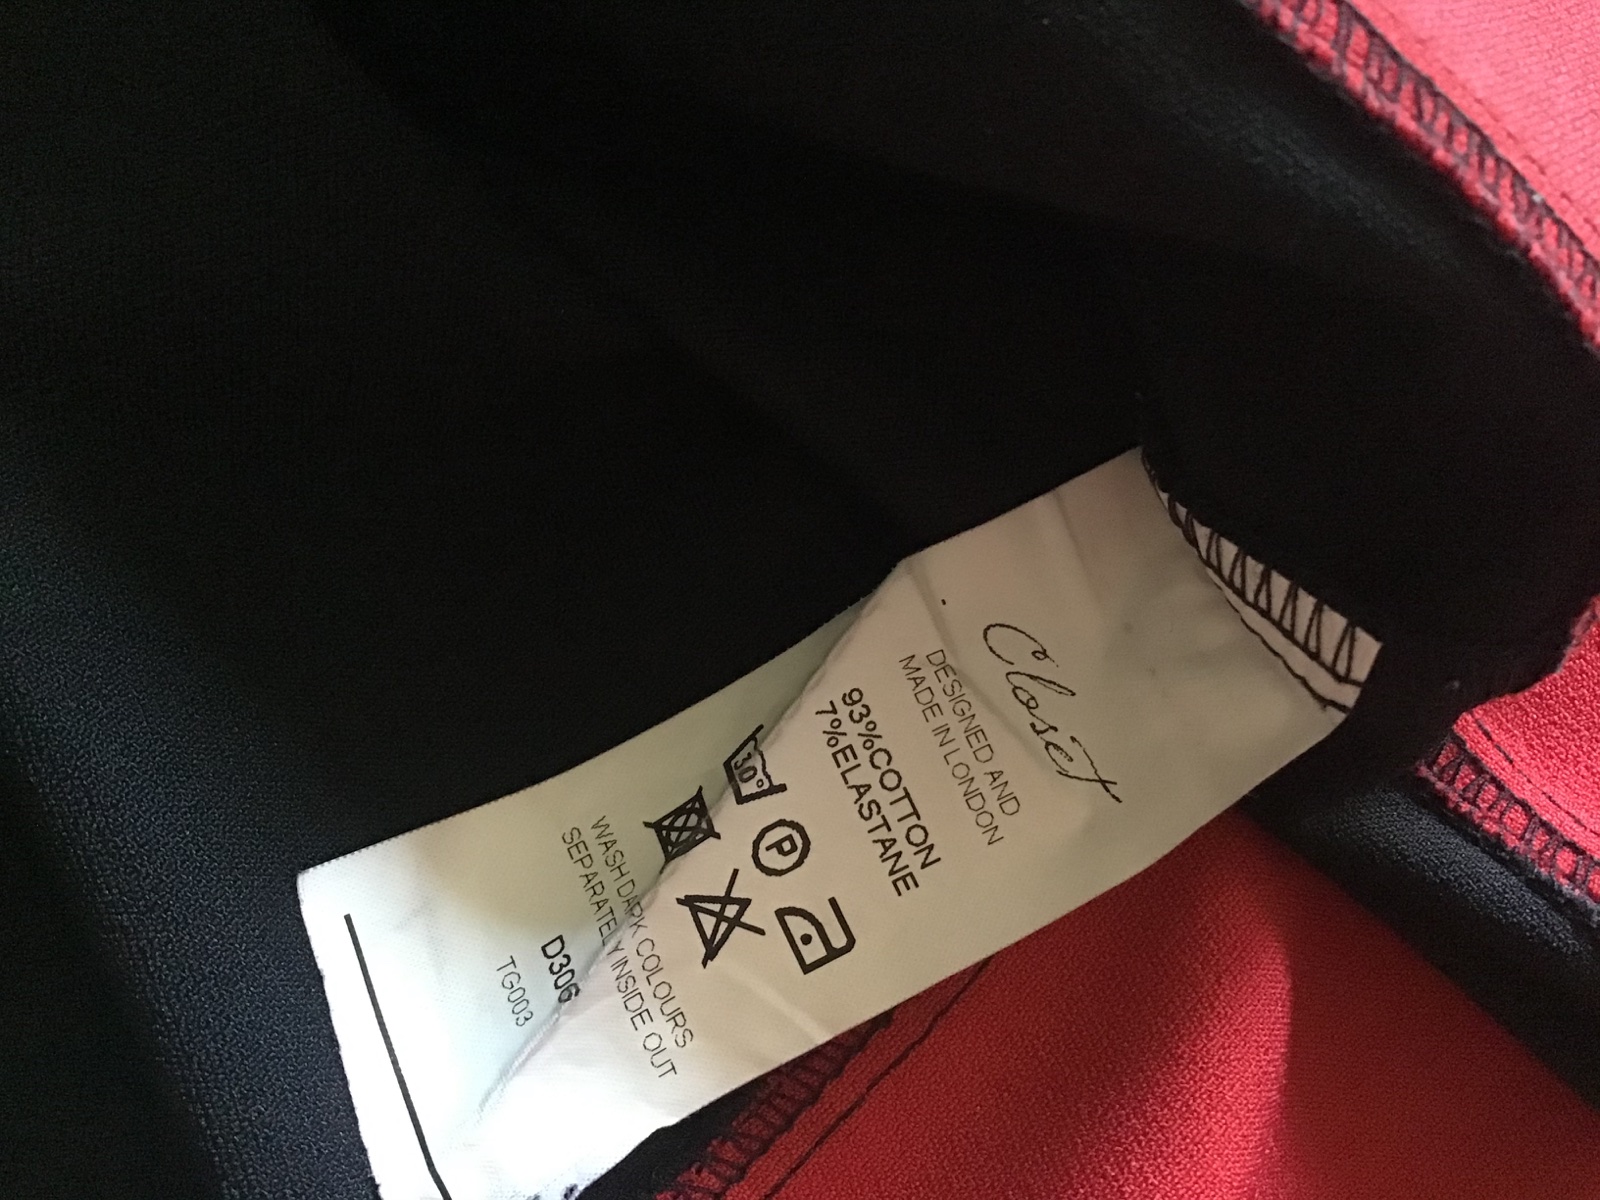 Closet
DESIGNED AND
MADE IN LONDON
93%COTTON
7%ELASTANE
30°
P
WASH DARK COLOURS
SEPARATELY INSIDE OUT
D306
TG003